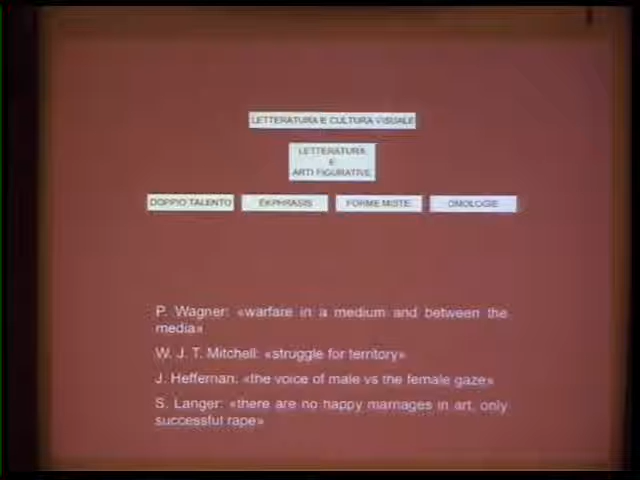 LETTERATURA E CULTURA VISUALE
LETTERATURA
E
ARTI FIGURATIVE
DOPPIO TALENTO EKPHRASIS FORME MISTE OMOLOGIE
P. Wagner: «warfare in a medium and between the
media»
W. J. T. Mitchell: «struggle for territory»
J. Heffernan: «the voice of male vs the female gaze»
S. Langer: «there are no happy marriages in art, only
successful rape»